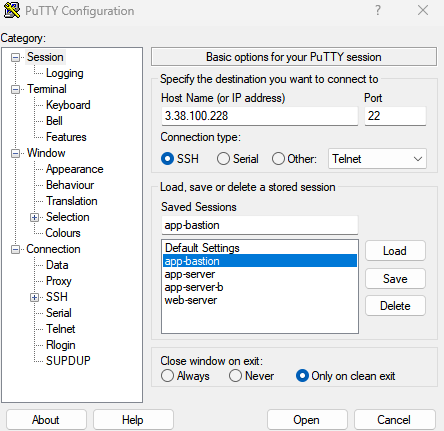 PuTTY Configuration
?
Category:
Session
Logging
Terminal
Keyboard
Bell
Features
Window
Appearance
Behaviour
Translation
Selection
Colours
Connection
Data
Proxy
SSH
Serial
Telnet
Rlogin
SUPDUP
Basic options for your PuTTY session
Specify the destination you want to connect to
Host Name (or IP address) Port
3.38.100.228 22
Connection type:
SSH Serial Other: Telnet
Load, save or delete a stored session
Saved Sessions
app-bastion
Default Settings
app-bastion
app-server
app-server-b
web-server
Load
Save
Delete
Close window on exit:
Always Never Only on clean exit
About Help Open Cancel